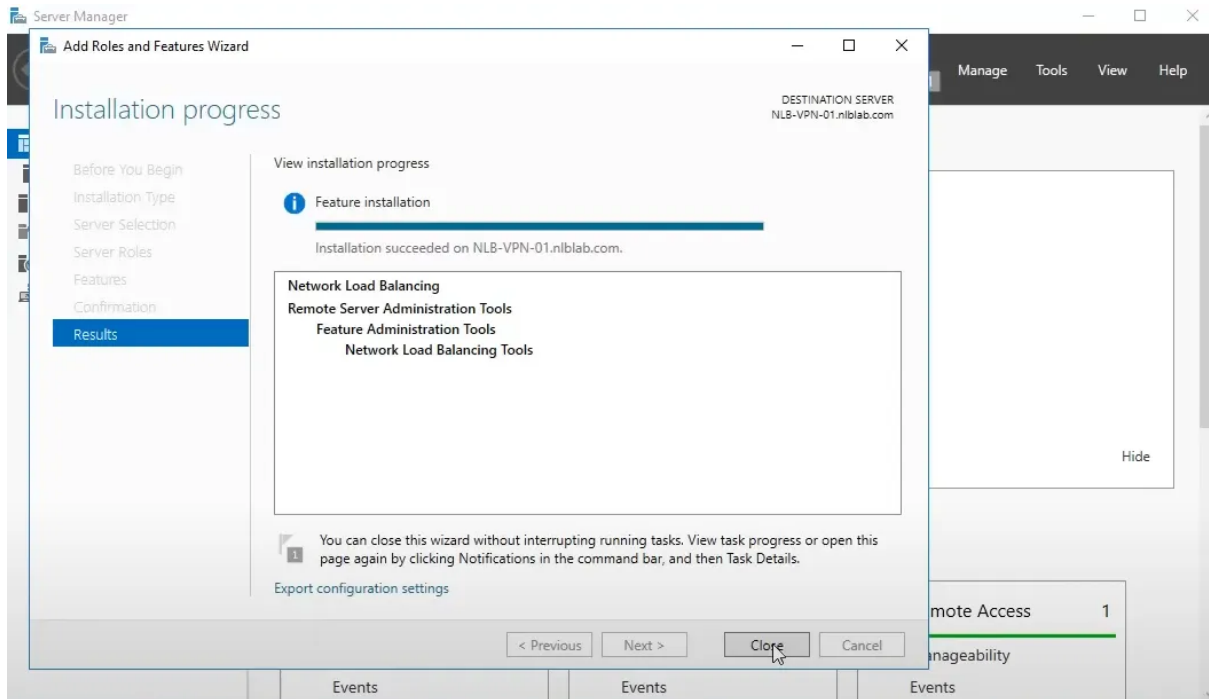 Server Manager
Add Roles and Features Wizard
Manage Tools View Help
Installation progress
DESTINATION SERVER
NLB-VPN-01.nlblab.com
Before You Begin
Installation Type
Server Selection
Server Roles
Features
Confirmation
Results
View installation progress
Feature installation
Installation succeeded on NLB-VPN-01.nlblab.com.
Network Load Balancing
Remote Server Administration Tools
Feature Administration Tools
Network Load Balancing Tools
Hide
1
You can close this wizard without interrupting running tasks. View task progress or open this
page again by clicking Notifications in the command bar, and then Task Details.
Export configuration settings
< Previous Next > Close Cancel
mote Access 1
anageability
Events Events Events